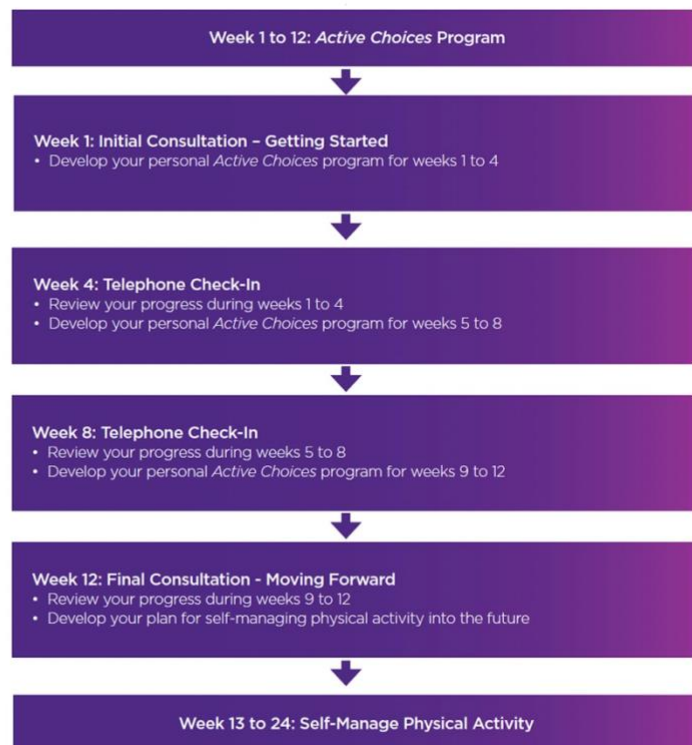 Week 1 to 12: Active Choices Program
Week 1: Initial Consultation – Getting Started
• Develop your personal Active Choices program for weeks 1 to 4
Week 4: Telephone Check-In
• Review your progress during weeks 1 to 4
• Develop your personal Active Choices program for weeks 5 to 8
Week 8: Telephone Check-In
• Review your progress during weeks 5 to 8
• Develop your personal Active Choices program for weeks 9 to 12
Week 12: Final Consultation - Moving Forward
• Review your progress during weeks 9 to 12
• Develop your plan for self-managing physical activity into the future
Week 13 to 24: Self-Manage Physical Activity